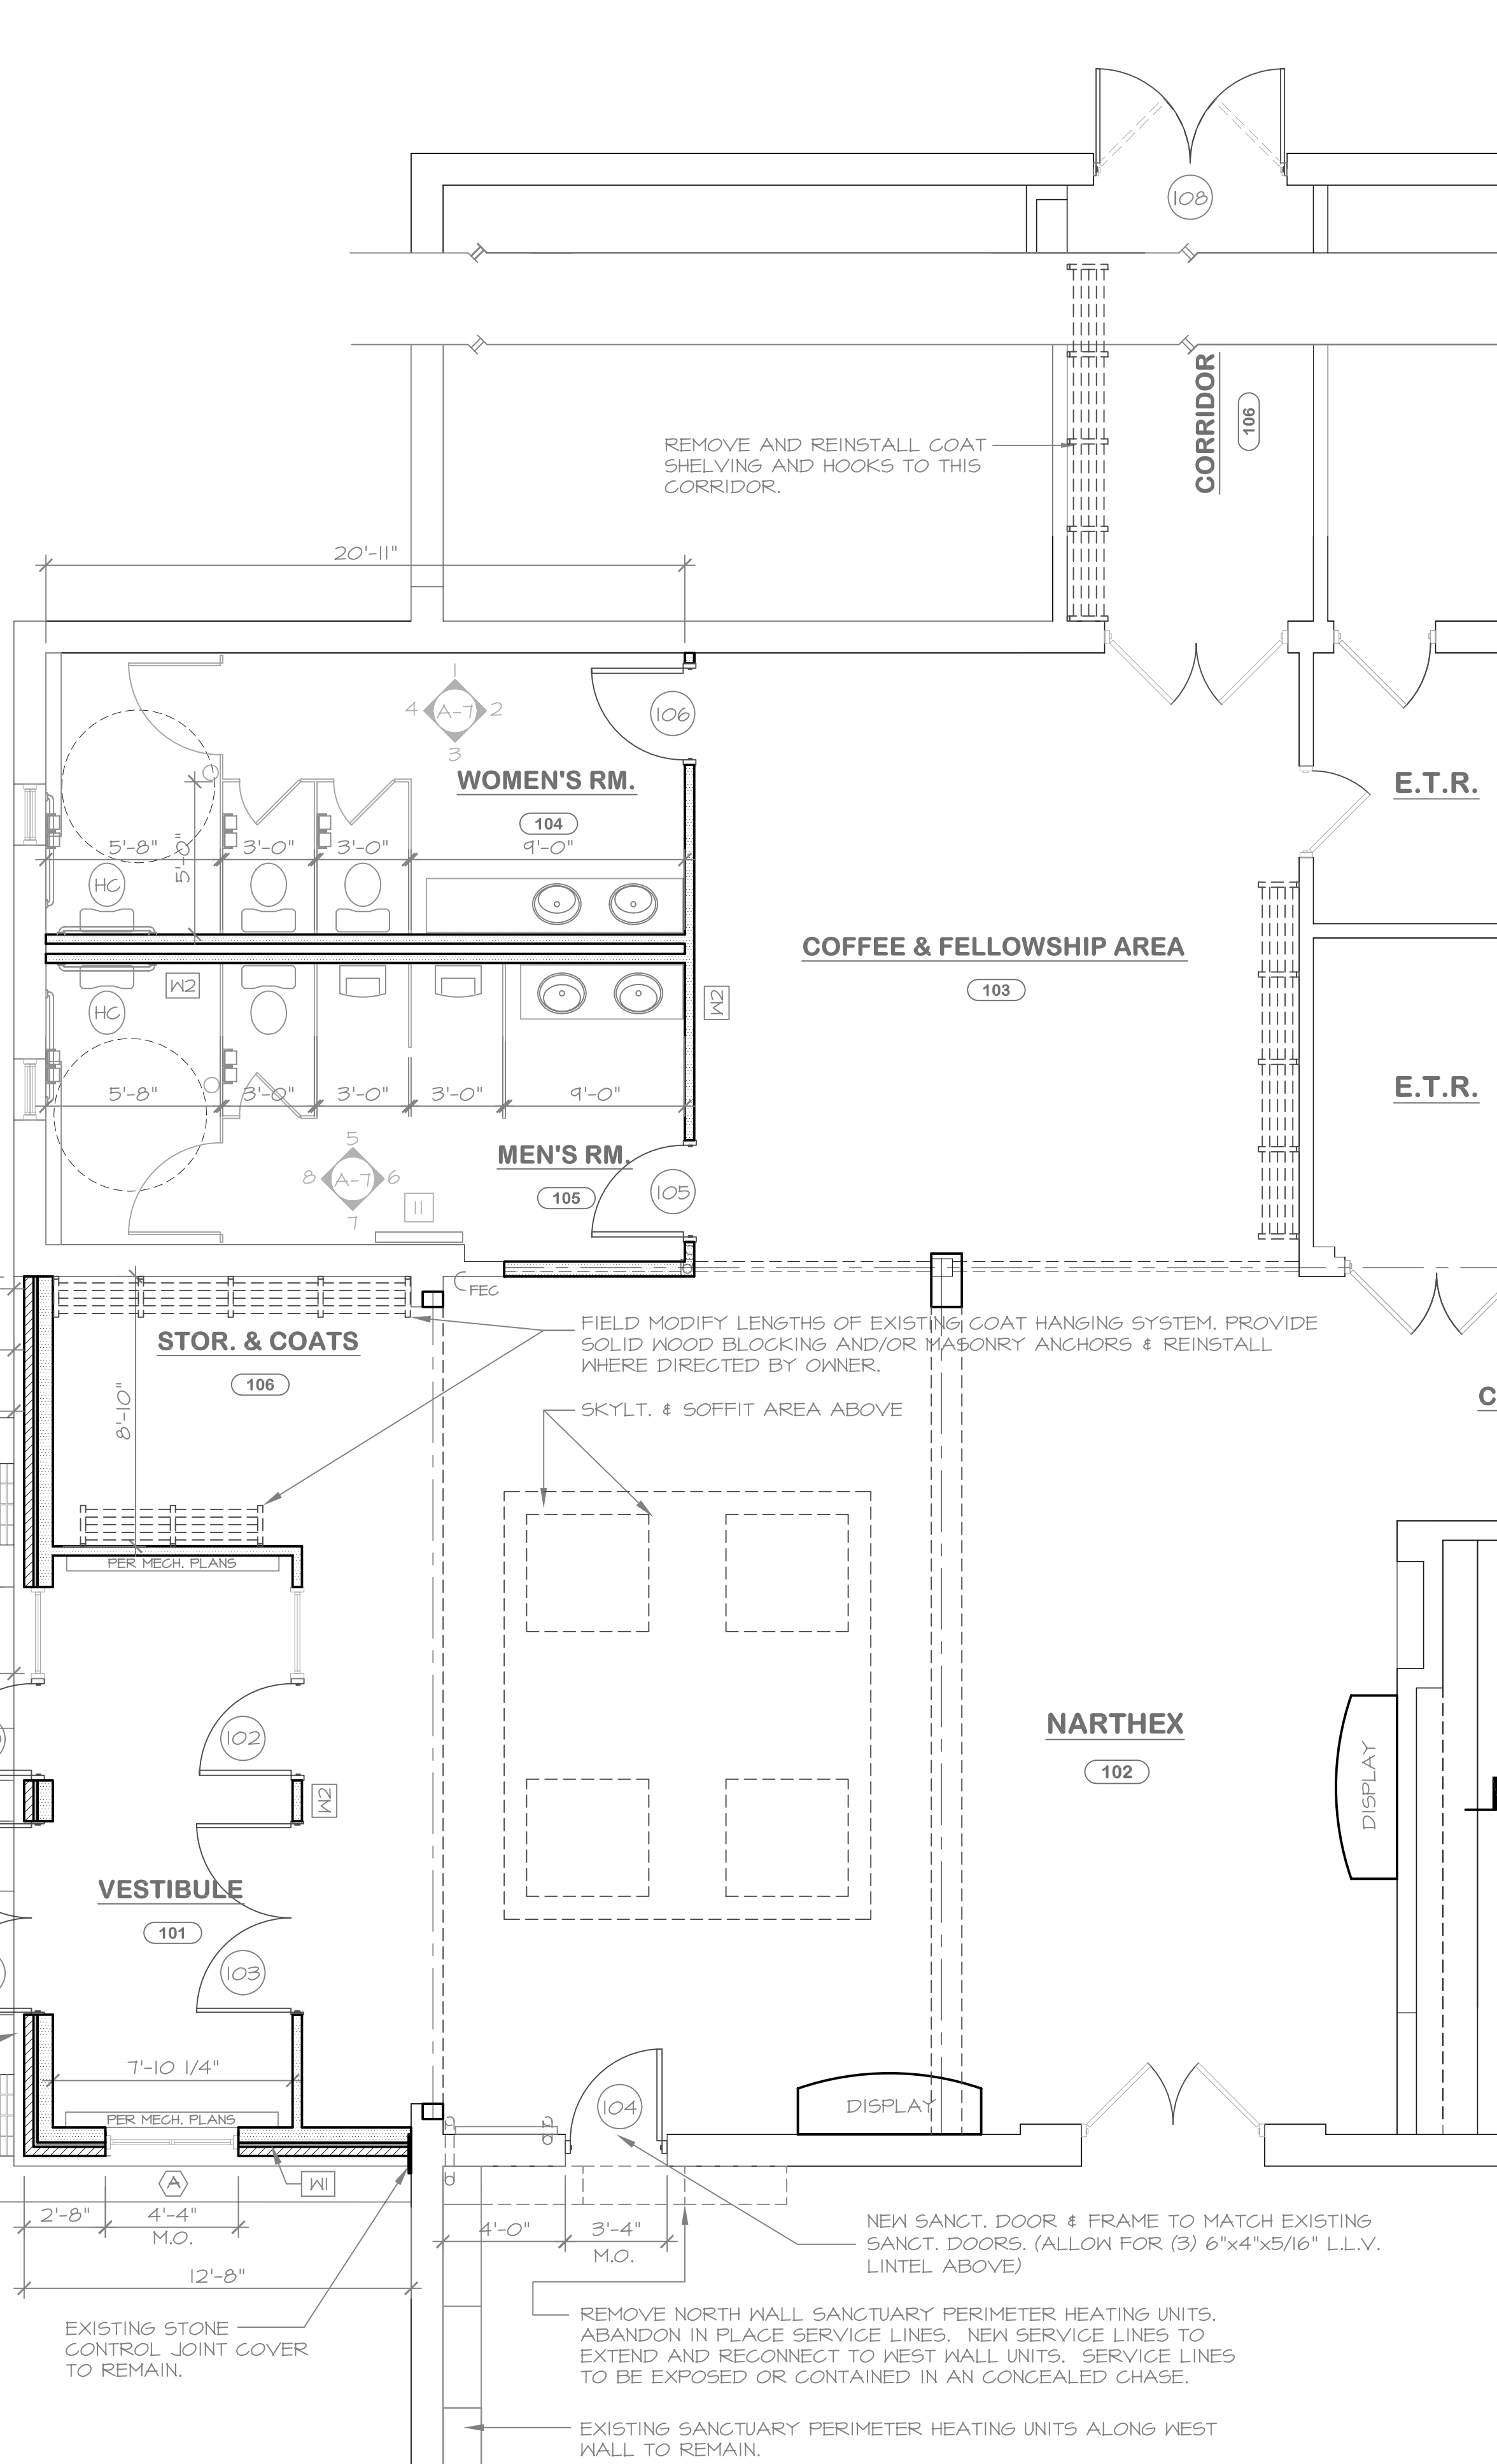 108
CORRIDOR
106
REMOVE AND REINSTALL COAT
SHELVING AND HOOKS TO THIS
CORRIDOR.
20'-11"
1
4 A-7 2
3
106
WOMEN'S RM.
104
E.T.R.
5'-8"
5'-0"
3'-0"
3'-0"
9'-0"
HC
COFFEE & FELLOWSHIP AREA
103
W2
W2
HC
E.T.R.
5'-8"
3'-0"
3'-0"
3'-0"
9'-0"
5
8 A-7 6
7
MEN'S RM.
105
105
11
FEC
STOR. & COATS
106
8'-10"
FIELD MODIFY LENGTHS OF EXISTING COAT HANGING SYSTEM. PROVIDE
SOLID WOOD BLOCKING AND/OR MASONRY ANCHORS & REINSTALL
WHERE DIRECTED BY OWNER.
C
SKYLT. & SOFFIT AREA ABOVE
PER MECH. PLANS
102
W2
NARTHEX
102
DISPLAY
VESTIBULE
101
103
7'-10 1/4"
PER MECH. PLANS
104
DISPLAY
A
W1
2'-8"
4'-4"
M.O.
4'-0"
3'-4"
M.O.
12'-8"
NEW SANCT. DOOR & FRAME TO MATCH EXISTING
SANCT. DOORS. (ALLOW FOR (3) 6"x4"x5/16" L.L.V.
LINTEL ABOVE)
EXISTING STONE
CONTROL JOINT COVER
TO REMAIN.
REMOVE NORTH WALL SANCTUARY PERIMETER HEATING UNITS.
ABANDON IN PLACE SERVICE LINES. NEW SERVICE LINES TO
EXTEND AND RECONNECT TO WEST WALL UNITS. SERVICE LINES
TO BE EXPOSED OR CONTAINED IN AN CONCEALED CHASE.
EXISTING SANCTUARY PERIMETER HEATING UNITS ALONG WEST
WALL TO REMAIN.